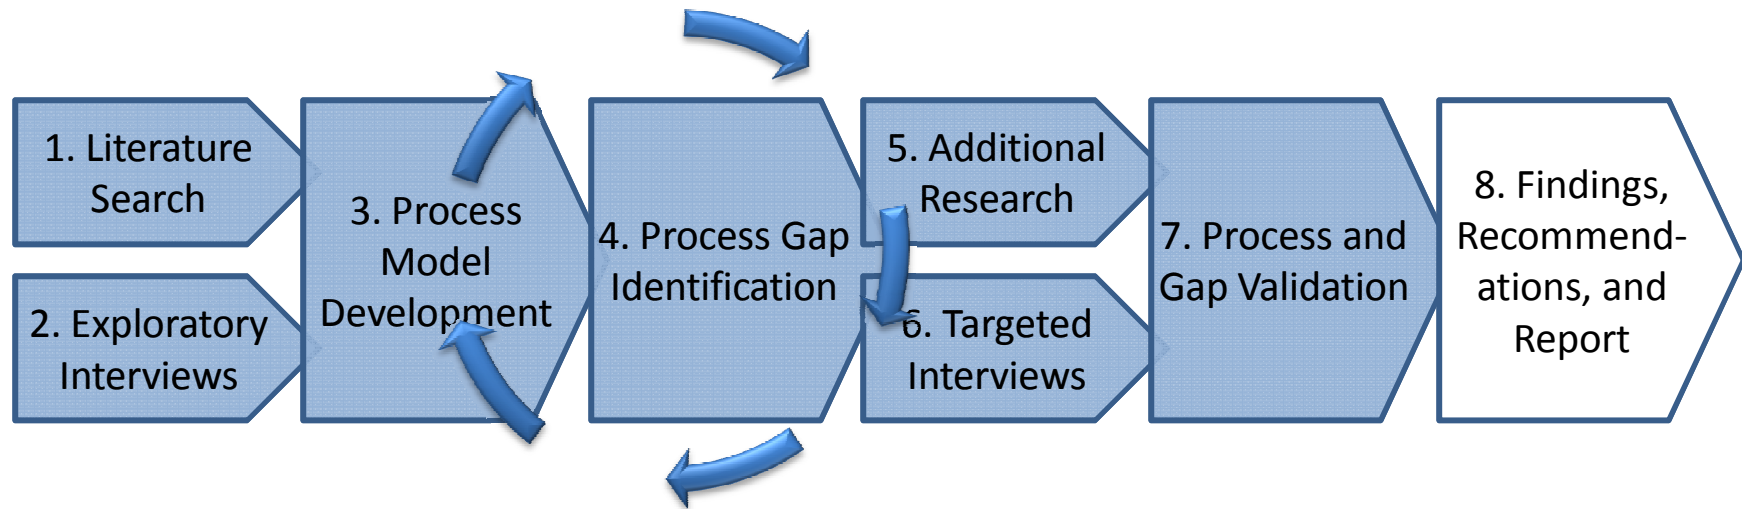 1. Literature
Search
2. Exploratory
Interviews
3. Process
Model
Development
4. Process Gap
Identification
5. Additional
Research
6. Targeted
Interviews
7. Process and
Gap Validation
8. Findings,
Recommend-
ations, and
Report